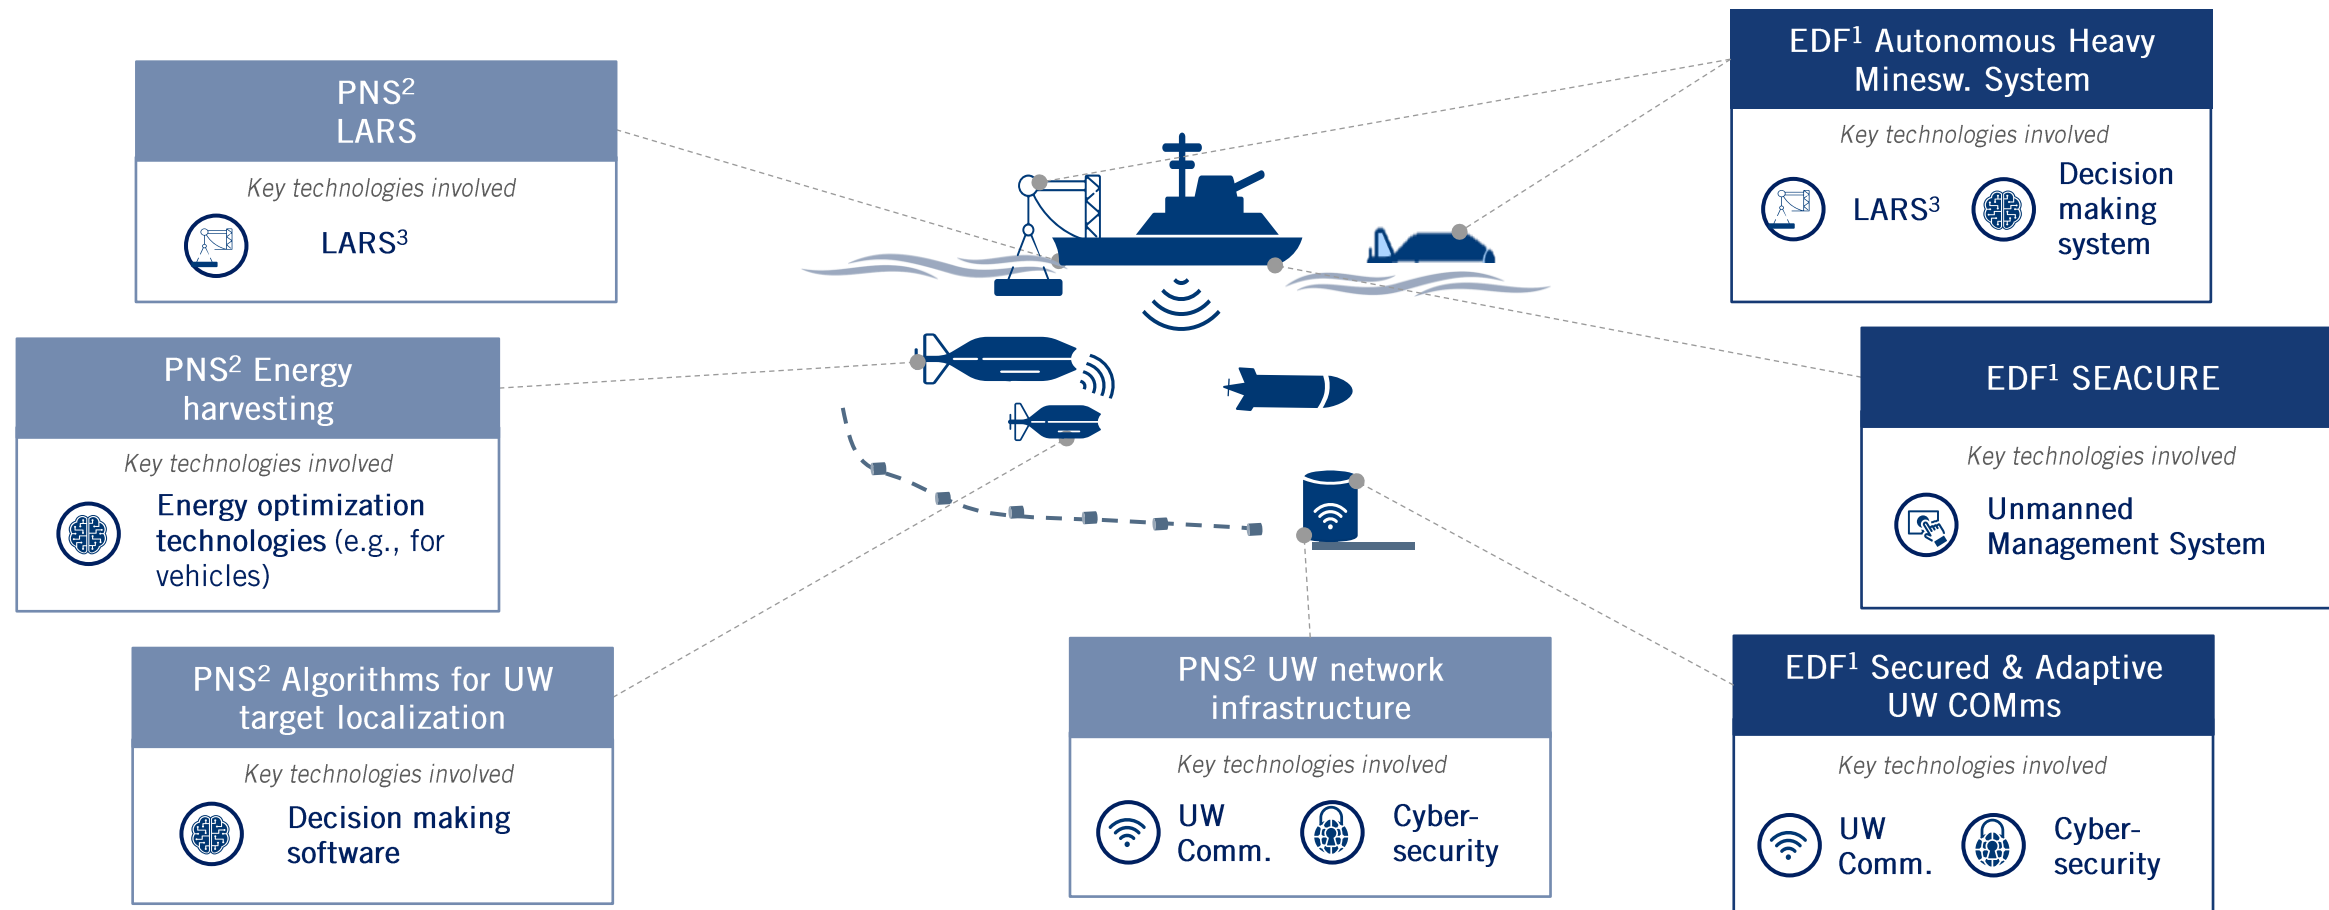 PNS²
LARS
Key technologies involved
LARS³
EDF¹ Autonomous Heavy
Minesw. System
Key technologies involved
LARS³
Decision
making
system
PNS² Energy
harvesting
Key technologies involved
Energy optimization
technologies (e.g., for
vehicles)
EDF¹ SEACURE
Key technologies involved
Unmanned
Management System
PNS² Algorithms for UW
target localization
Key technologies involved
Decision making
software
PNS² UW network
infrastructure
Key technologies involved
UW
Comm.
Cyber-
security
EDF¹ Secured & Adaptive
UW COMms
Key technologies involved
UW
Comm.
Cyber-
security